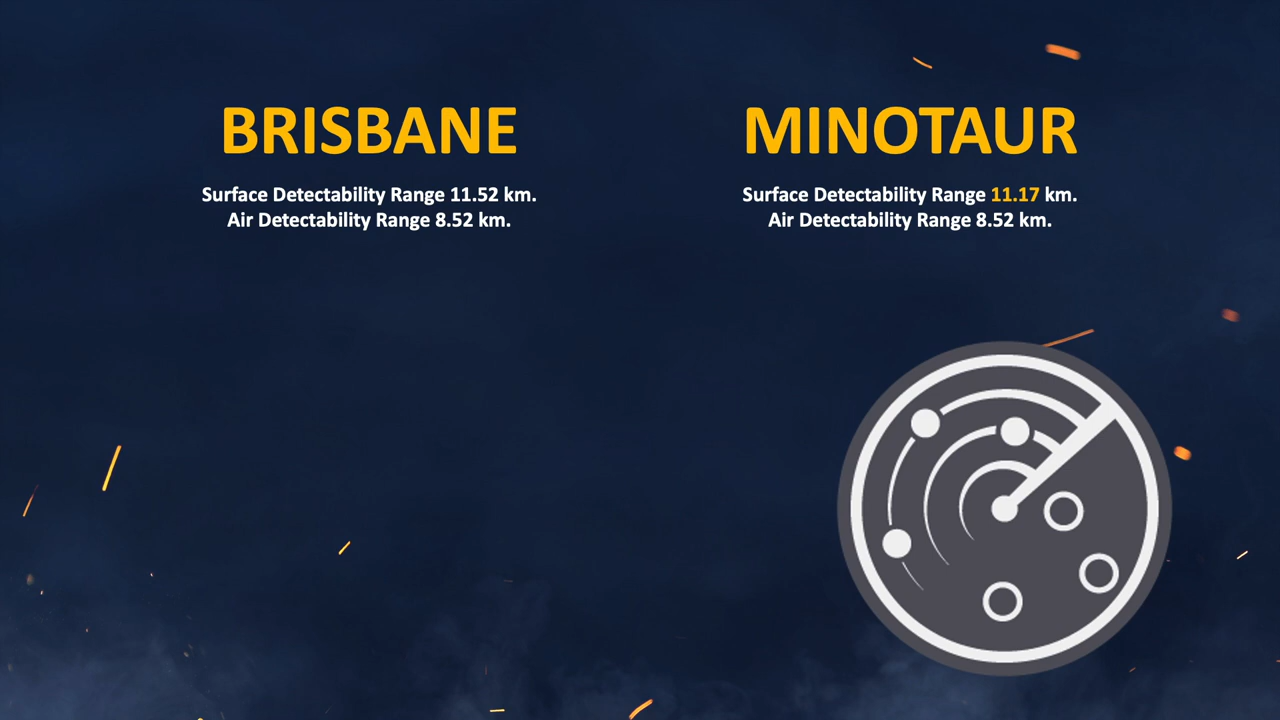 BRISBANE
Surface Detectability Range 11.52 km.
Air Detectability Range 8.52 km.
MINOTAUR
Surface Detectability Range 11.17 km.
Air Detectability Range 8.52 km.